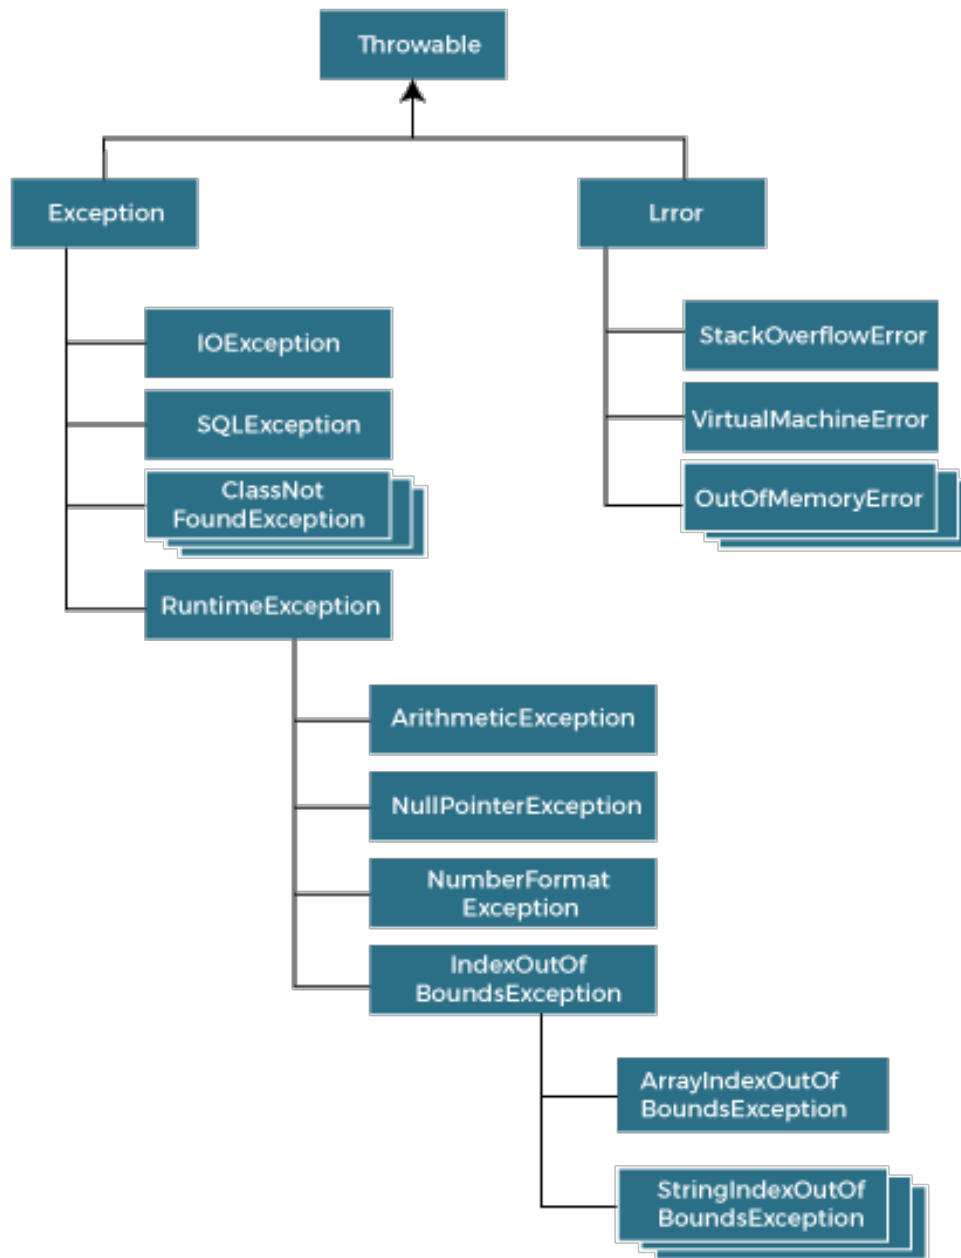 Throwable
Exception
Lrror
IOException
SQLException
ClassNot
FoundException
RuntimeException
StackOverflowError
VirtualMachineError
OutOfMemoryError
ArithmeticException
NullPointerException
NumberFormat
Exception
IndexOutOf
BoundsException
ArrayIndexOutOf
BoundsException
StringIndexOutOf
BoundsException